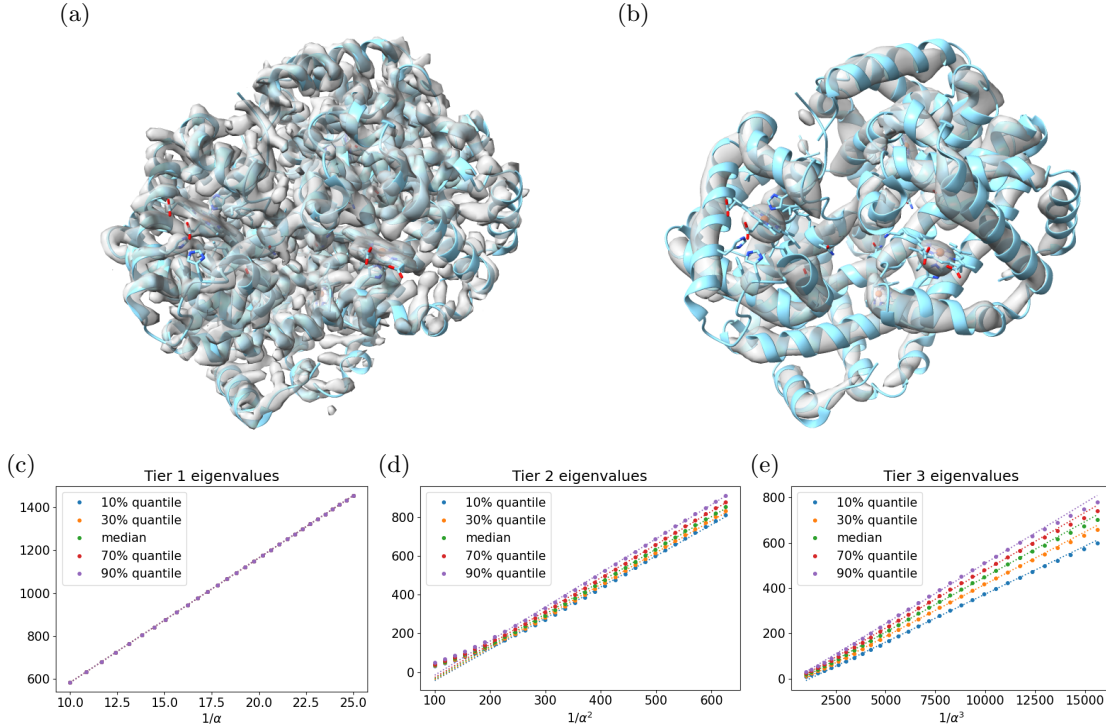 (a)
(b)
(c)
(d)
(e)
Tier 1 eigenvalues
10% quantile
30% quantile
median
70% quantile
90% quantile
1400
1200
1000
800
600
10.0
12.5
15.0
17.5
20.0
22.5
25.0
1/α
Tier 2 eigenvalues
10% quantile
30% quantile
median
70% quantile
90% quantile
800
600
400
200
0
100
200
300
400
500
600
1/α²
Tier 3 eigenvalues
10% quantile
30% quantile
median
70% quantile
90% quantile
800
600
400
200
0
2500
5000
7500
10000
12500
15000
1/α³